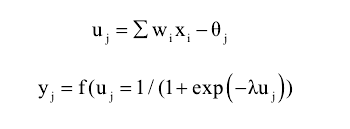 u_j = Σ w_i x_i − θ_j
y_j = f(u_j = 1/(1+ exp(−λu_j))